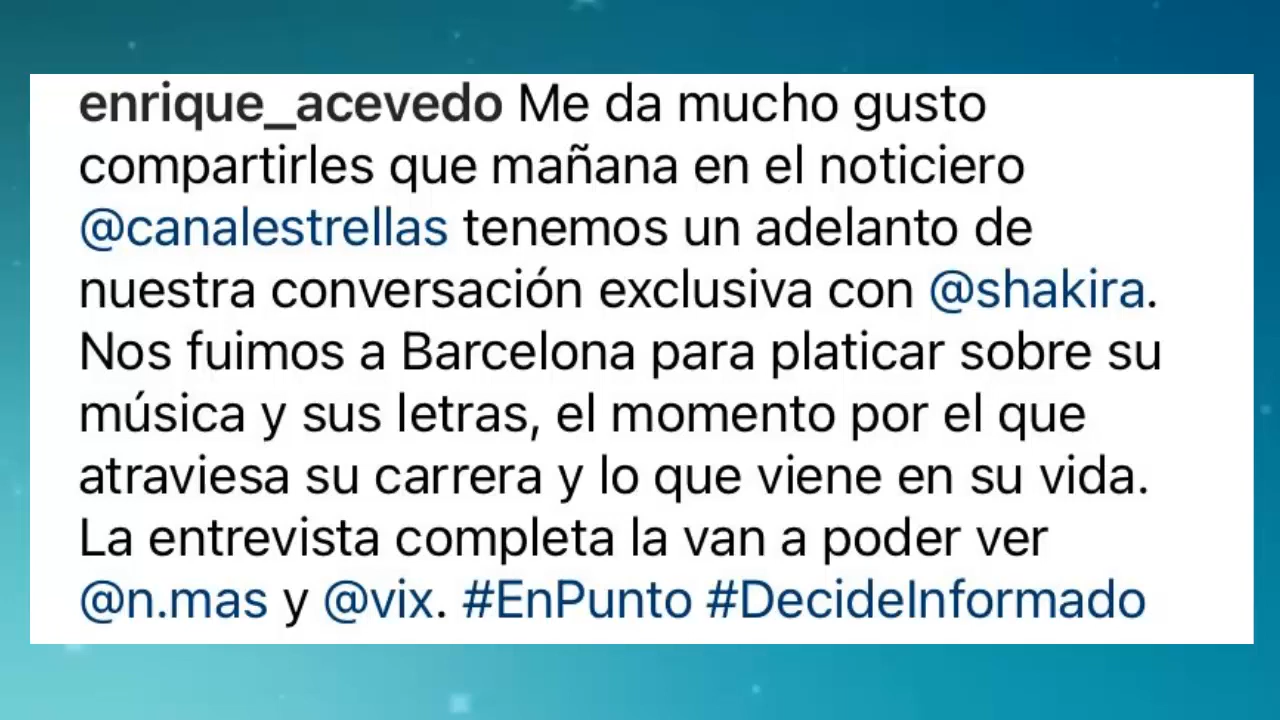 enrique_acevedo Me da mucho gusto
compartirles que mañana en el noticiero
@canalestrellas tenemos un adelanto de
nuestra conversación exclusiva con @shakira.
Nos fuimos a Barcelona para platicar sobre su
música y sus letras, el momento por el que
atraviesa su carrera y lo que viene en su vida.
La entrevista completa la van a poder ver
@n.mas y @vix. #EnPunto #DecideInformado